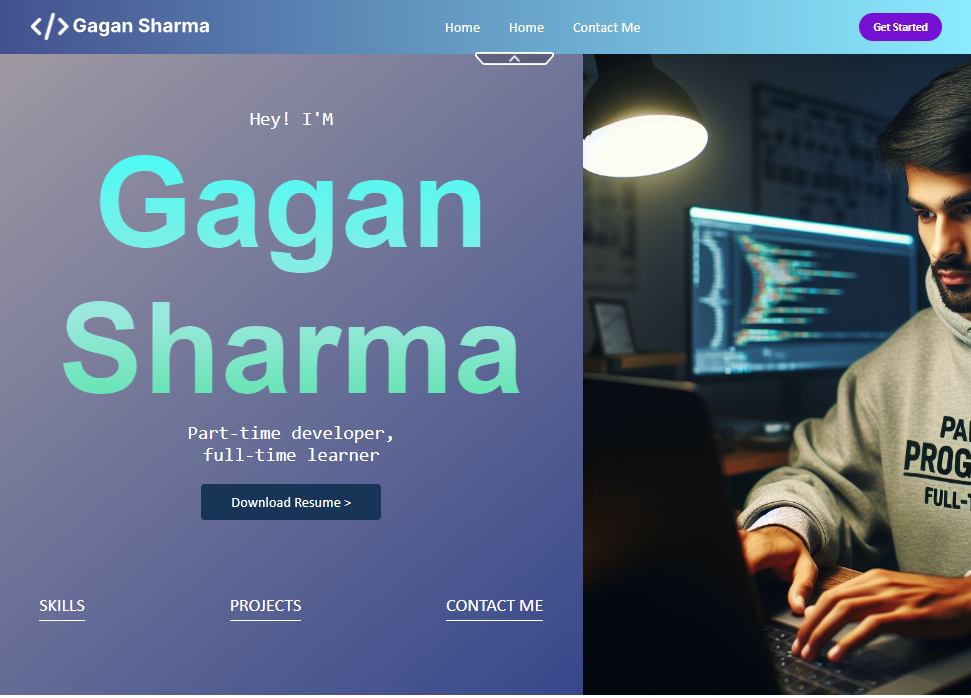 </> Gagan Sharma
Home Home Contact Me
Get Started
Hey! I'M
Gagan
Sharma
Part-time developer,
full-time learner
Download Resume >
SKILLS PROJECTS CONTACT ME
PROG
FULL-T